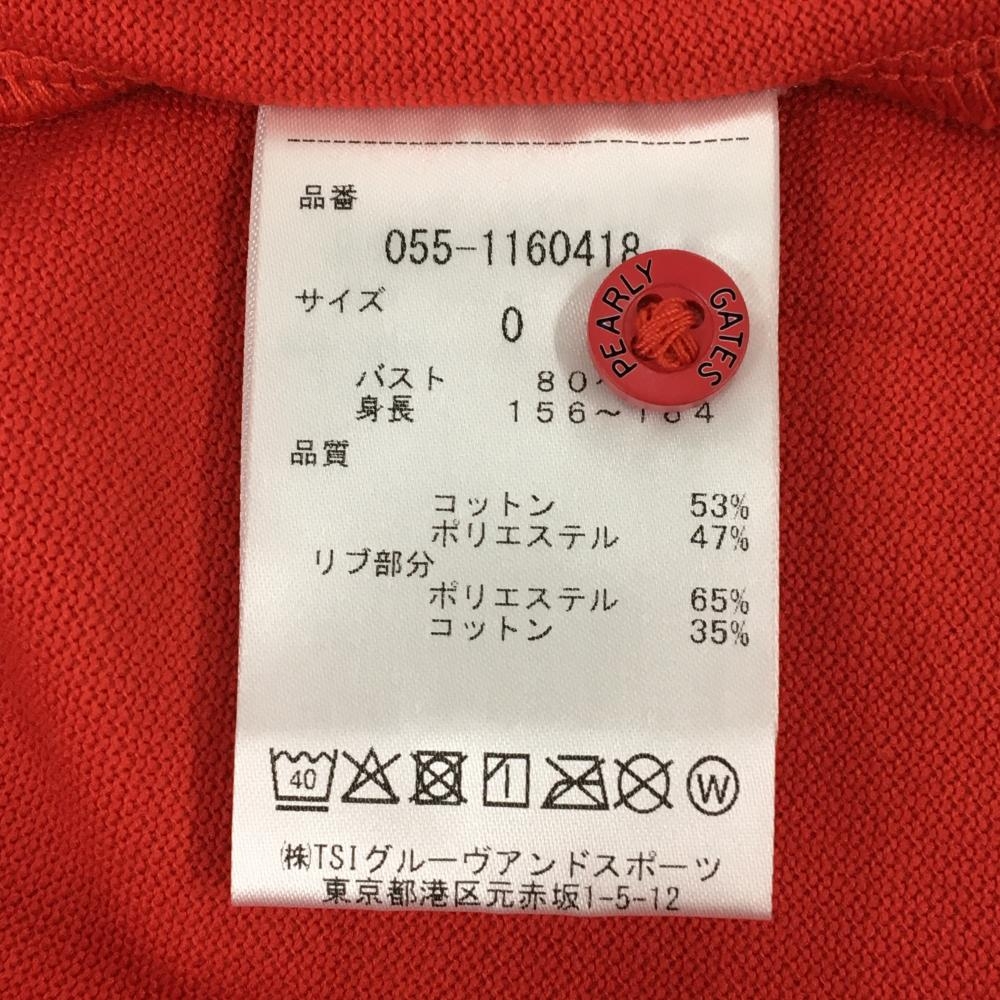 品番
055-1160418
サイズ
0
バスト 80~
身長 156~164
品質
コットン 53%
ポリエステル 47%
リブ部分
ポリエステル 65%
コットン 35%
40
W
㈱TSIグルーヴアンドスポーツ
東京都港区元赤坂1-5-12
PEARLY GATES